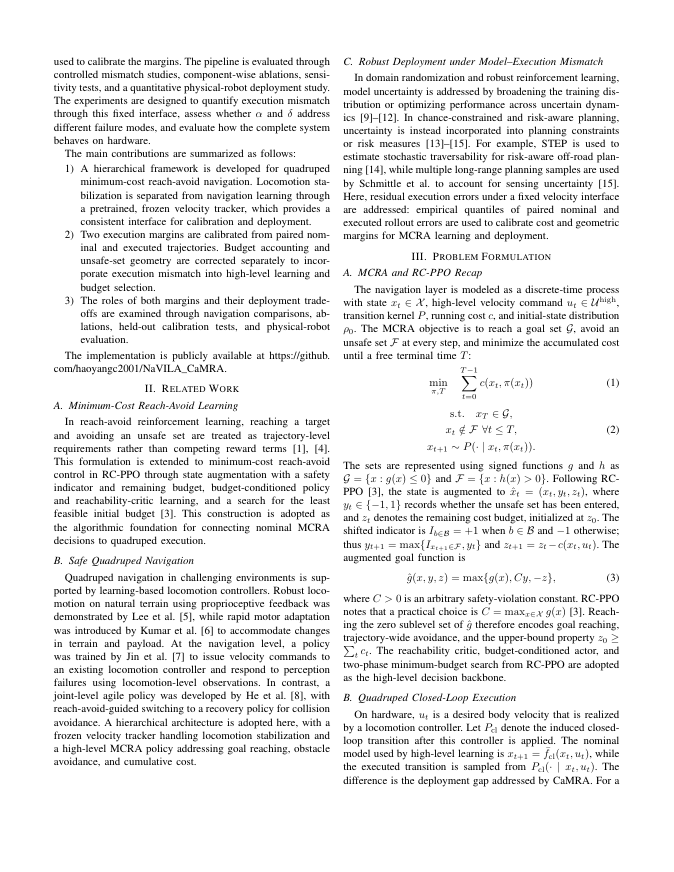 used to calibrate the margins. The pipeline is evaluated through
controlled mismatch studies, component-wise ablations, sensi-
tivity tests, and a quantitative physical-robot deployment study.
The experiments are designed to quantify execution mismatch
through this fixed interface, assess whether α and δ address
different failure modes, and evaluate how the complete system
behaves on hardware.
The main contributions are summarized as follows:
1) A hierarchical framework is developed for quadruped
minimum-cost reach-avoid navigation. Locomotion sta-
bilization is separated from navigation learning through
a pretrained, frozen velocity tracker, which provides a
consistent interface for calibration and deployment.
2) Two execution margins are calibrated from paired nom-
inal and executed trajectories. Budget accounting and
unsafe-set geometry are corrected separately to incor-
porate execution mismatch into high-level learning and
budget selection.
3) The roles of both margins and their deployment trade-
offs are examined through navigation comparisons, ab-
lations, held-out calibration tests, and physical-robot
evaluation.
The implementation is publicly available at https://github.
com/haoyangc2001/NaVILA_CaMRA.
II. RELATED WORK
A. Minimum-Cost Reach-Avoid Learning
In reach-avoid reinforcement learning, reaching a target
and avoiding an unsafe set are treated as trajectory-level
requirements rather than competing reward terms [1], [4].
This formulation is extended to minimum-cost reach-avoid
control in RC-PPO through state augmentation with a safety
indicator and remaining budget, budget-conditioned policy
and reachability-critic learning, and a search for the least
feasible initial budget [3]. This construction is adopted as
the algorithmic foundation for connecting nominal MCRA
decisions to quadruped execution.
B. Safe Quadruped Navigation
Quadruped navigation in challenging environments is sup-
ported by learning-based locomotion controllers. Robust loco-
motion on natural terrain using proprioceptive feedback was
demonstrated by Lee et al. [5], while rapid motor adaptation
was introduced by Kumar et al. [6] to accommodate changes
in terrain and payload. At the navigation level, a policy
was trained by Jin et al. [7] to issue velocity commands to
an existing locomotion controller and respond to perception
failures using locomotion-level observations. In contrast, a
joint-level agile policy was developed by He et al. [8], with
reach-avoid-guided switching to a recovery policy for collision
avoidance. A hierarchical architecture is adopted here, with a
frozen velocity tracker handling locomotion stabilization and
a high-level MCRA policy addressing goal reaching, obstacle
avoidance, and cumulative cost.
C. Robust Deployment under Model–Execution Mismatch
In domain randomization and robust reinforcement learning,
model uncertainty is addressed by broadening the training dis-
tribution or optimizing performance across uncertain dynam-
ics [9]–[12]. In chance-constrained and risk-aware planning,
uncertainty is instead incorporated into planning constraints
or risk measures [13]–[15]. For example, STEP is used to
estimate stochastic traversability for risk-aware off-road plan-
ning [14], while multiple long-range planning samples are used
by Schmittle et al. to account for sensing uncertainty [15].
Here, residual execution errors under a fixed velocity interface
are addressed: empirical quantiles of paired nominal and
executed rollout errors are used to calibrate cost and geometric
margins for MCRA learning and deployment.
III. PROBLEM FORMULATION
A. MCRA and RC-PPO Recap
The navigation layer is modeled as a discrete-time process
with state x_t ∈ 𝒳, high-level velocity command u_t ∈ 𝒰^high,
transition kernel P, running cost c, and initial-state distribution
ρ_0. The MCRA objective is to reach a goal set 𝒢, avoid an
unsafe set ℱ at every step, and minimize the accumulated cost
until a free terminal time T:
min_{π,T} ∑_{t=0}^{T−1} c(x_t, π(x_t)) (1)
s.t. x_T ∈ 𝒢,
x_t ∉ ℱ ∀t ≤ T, (2)
x_{t+1} ∼ P(· | x_t, π(x_t)).
The sets are represented using signed functions g and h as
𝒢 = {x : g(x) ≤ 0} and ℱ = {x : h(x) > 0}. Following RC-
PPO [3], the state is augmented to x̂_t = (x_t, y_t, z_t), where
y_t ∈ {−1, 1} records whether the unsafe set has been entered,
and z_t denotes the remaining cost budget, initialized at z_0. The
shifted indicator is I_{b∈ℬ} = +1 when b ∈ ℬ and −1 otherwise;
thus y_{t+1} = max{I_{x_{t+1}∈ℱ}, y_t} and z_{t+1} = z_t − c(x_t, u_t). The
augmented goal function is
ĝ(x, y, z) = max{g(x), Cy, −z}, (3)
where C > 0 is an arbitrary safety-violation constant. RC-PPO
notes that a practical choice is C = max_{x∈𝒳} g(x) [3]. Reach-
ing the zero sublevel set of ĝ therefore encodes goal reaching,
trajectory-wide avoidance, and the upper-bound property z_0 ≥
∑_t c_t. The reachability critic, budget-conditioned actor, and
two-phase minimum-budget search from RC-PPO are adopted
as the high-level decision backbone.
B. Quadruped Closed-Loop Execution
On hardware, u_t is a desired body velocity that is realized
by a locomotion controller. Let P_cl denote the induced closed-
loop transition after this controller is applied. The nominal
model used by high-level learning is x_{t+1} = f̄_cl(x_t, u_t), while
the executed transition is sampled from P_cl(· | x_t, u_t). The
difference is the deployment gap addressed by CaMRA. For a